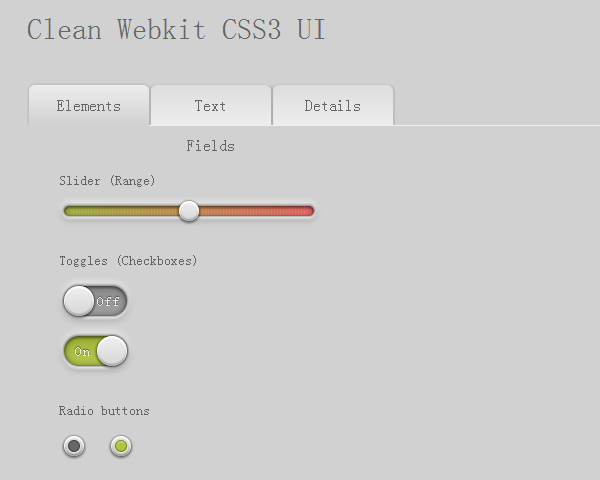 Clean Webkit CSS3 UI
Elements Text Details
Fields
Slider (Range)
Toggles (Checkboxes)
Off
On
Radio buttons